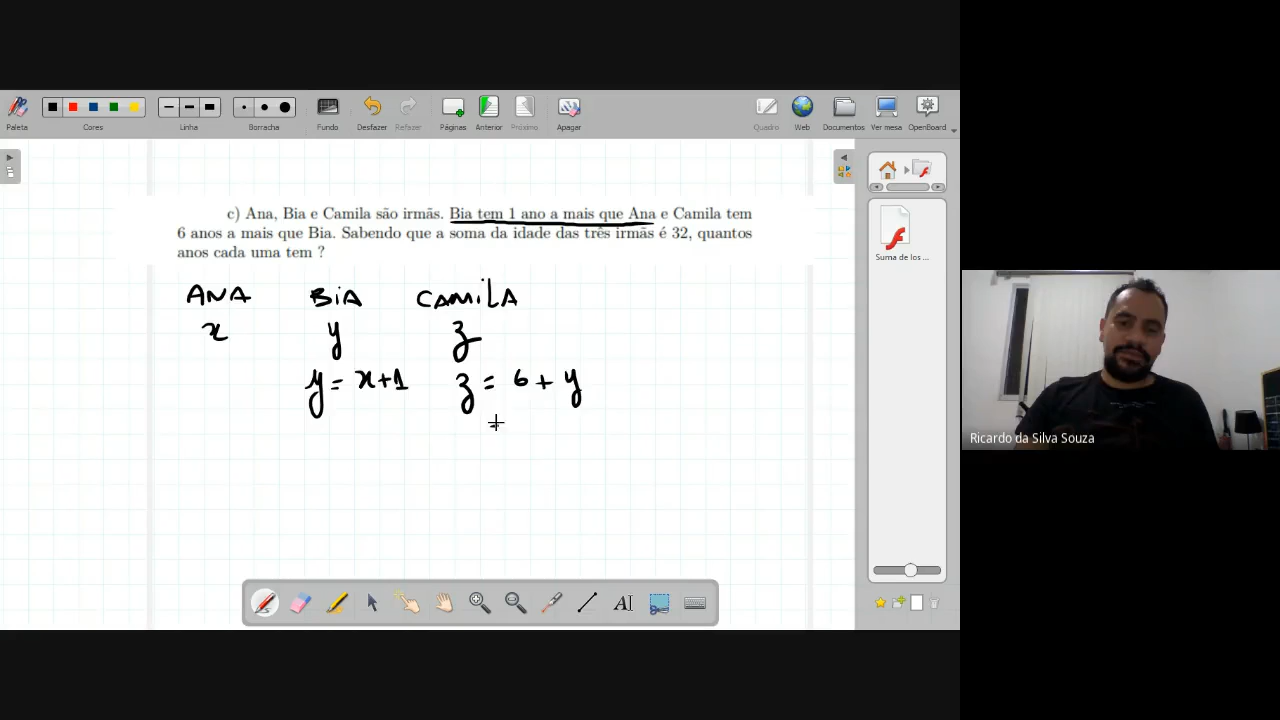 Paleta Cores Linha Borracha Fundo Desfazer Refazer Páginas Anterior Próximo Apagar Quadro Web Documentos Ver mesa OpenBoard
c) Ana, Bia e Camila são irmãs. Bia tem 1 ano a mais que Ana e Camila tem
6 anos a mais que Bia. Sabendo que a soma da idade das três irmãs é 32, quantos
anos cada uma tem ?
Suma de los ...
ANA BIA CAMILA
x y z
y = x+1 z = 6 + y
Ricardo da Silva Souza
AI